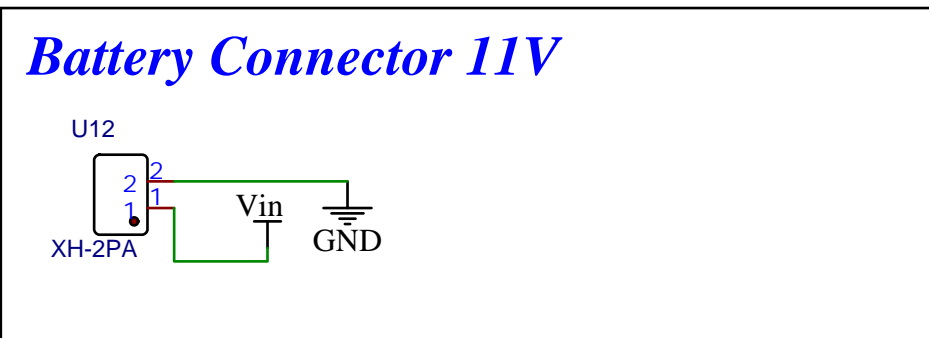 Battery Connector 11V
U12
2 2
1 1
Vin
GND
XH-2PA